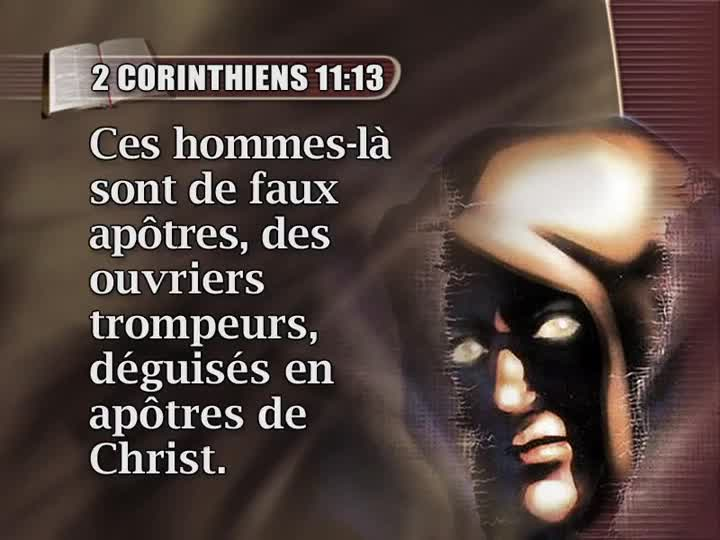 2 CORINTHIENS 11:13
Ces hommes-là
sont de faux
apôtres, des
ouvriers
trompeurs,
déguisés en
apôtres de
Christ.